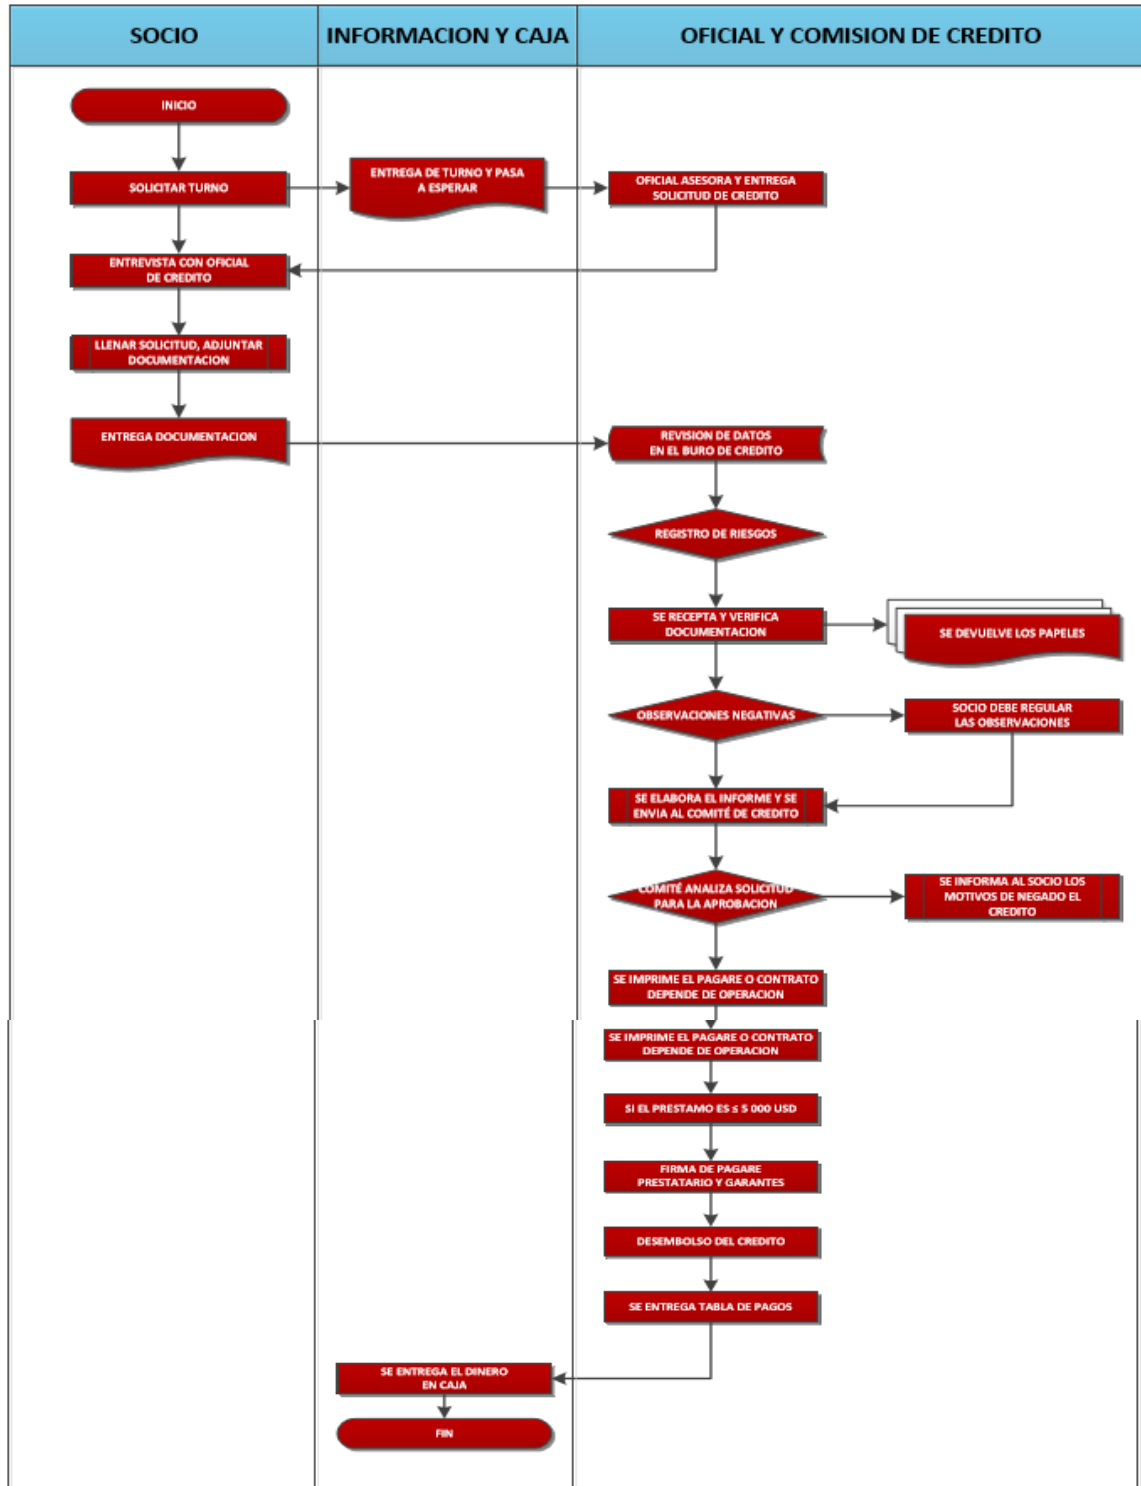 SOCIO
INFORMACION Y CAJA
OFICIAL Y COMISION DE CREDITO
INICIO
SOLICITAR TURNO
ENTREGA DE TURNO Y PASA
A ESPERAR
OFICIAL ASESORA Y ENTREGA
SOLICITUD DE CREDITO
ENTREVISTA CON OFICIAL
DE CREDITO
LLENAR SOLICITUD, ADJUNTAR
DOCUMENTACION
ENTREGA DOCUMENTACION
REVISION DE DATOS
EN EL BURO DE CREDITO
REGISTRO DE RIESGOS
SE RECEPTA Y VERIFICA
DOCUMENTACION
SE DEVUELVE LOS PAPELES
OBSERVACIONES NEGATIVAS
SOCIO DEBE REGULAR
LAS OBSERVACIONES
SE ELABORA EL INFORME Y SE
ENVIA AL COMITÉ DE CREDITO
COMITÉ ANALIZA SOLICITUD
PARA LA APROBACION
SE INFORMA AL SOCIO LOS
MOTIVOS DE NEGADO EL
CREDITO
SE IMPRIME EL PAGARE O CONTRATO
DEPENDE DE OPERACION
SE IMPRIME EL PAGARE O CONTRATO
DEPENDE DE OPERACION
SI EL PRESTAMO ES ≤ 5 000 USD
FIRMA DE PAGARE
PRESTATARIO Y GARANTES
DESEMBOLSO DEL CREDITO
SE ENTREGA TABLA DE PAGOS
SE ENTREGA EL DINERO
EN CAJA
FIN